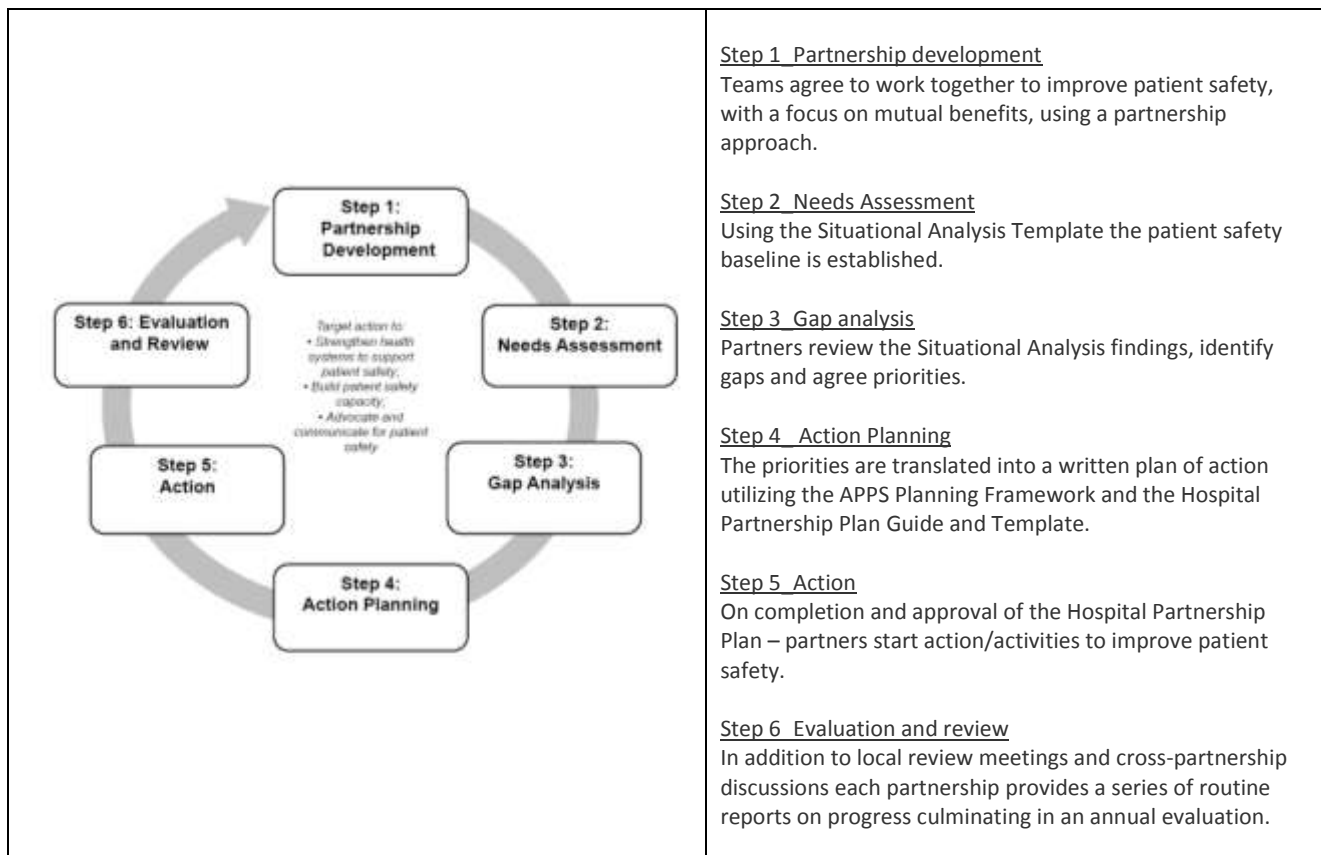 Step 1:
Partnership
Development
Step 2:
Needs Assessment
Step 3:
Gap Analysis
Step 4:
Action Planning
Step 5:
Action
Step 6: Evaluation
and Review
Target action to:
• Strengthen health
systems to support
patient safety;
• Build patient safety
capacity;
• Advocate and
communicate for patient
safety
Step 1_Partnership development
Teams agree to work together to improve patient safety,
with a focus on mutual benefits, using a partnership
approach.
Step 2_Needs Assessment
Using the Situational Analysis Template the patient safety
baseline is established.
Step 3_Gap analysis
Partners review the Situational Analysis findings, identify
gaps and agree priorities.
Step 4_ Action Planning
The priorities are translated into a written plan of action
utilizing the APPS Planning Framework and the Hospital
Partnership Plan Guide and Template.
Step 5_Action
On completion and approval of the Hospital Partnership
Plan – partners start action/activities to improve patient
safety.
Step 6_Evaluation and review
In addition to local review meetings and cross-partnership
discussions each partnership provides a series of routine
reports on progress culminating in an annual evaluation.